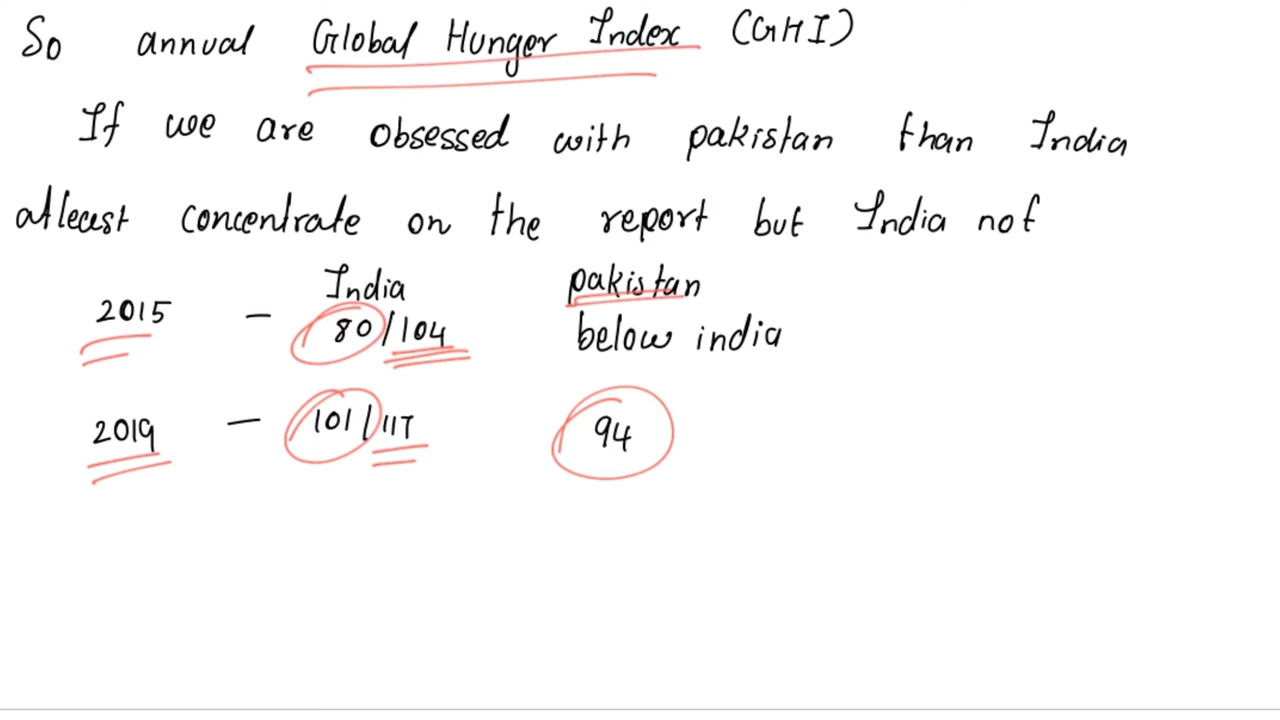 So annual Global Hunger Index (GHI)
If we are obsessed with pakistan than India
atleast concentrate on the report but India not
India pakistan
2015 - 80/104 below india
2019 - 101/117 94